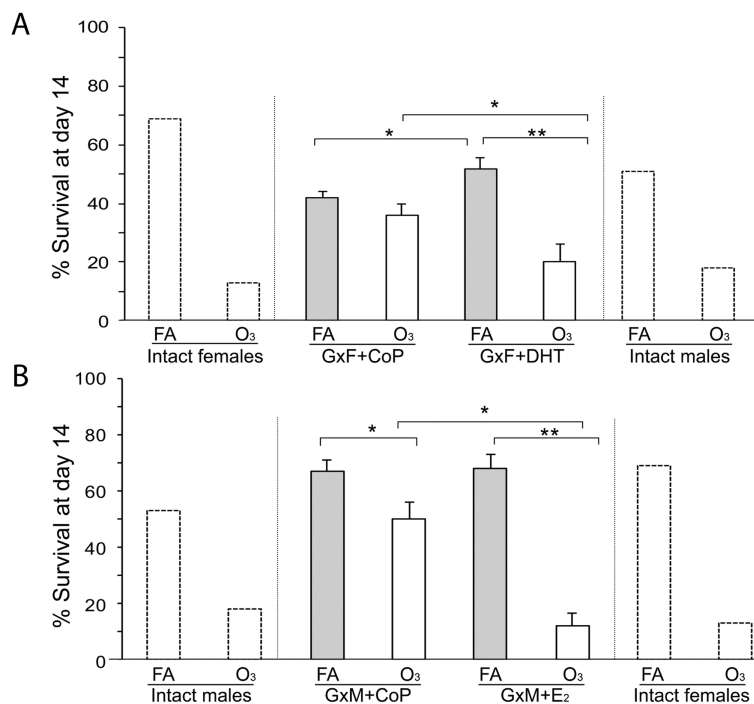 A
% Survival at day 14
100
80
60
40
20
0
*
*
**
FA O₃ FA O₃ FA O₃ FA O₃
Intact females GxF+CoP GxF+DHT Intact males
B
% Survival at day 14
100
80
60
40
20
0
*
*
**
FA O₃ FA O₃ FA O₃ FA O₃
Intact males GxM+CoP GxM+E₂ Intact females